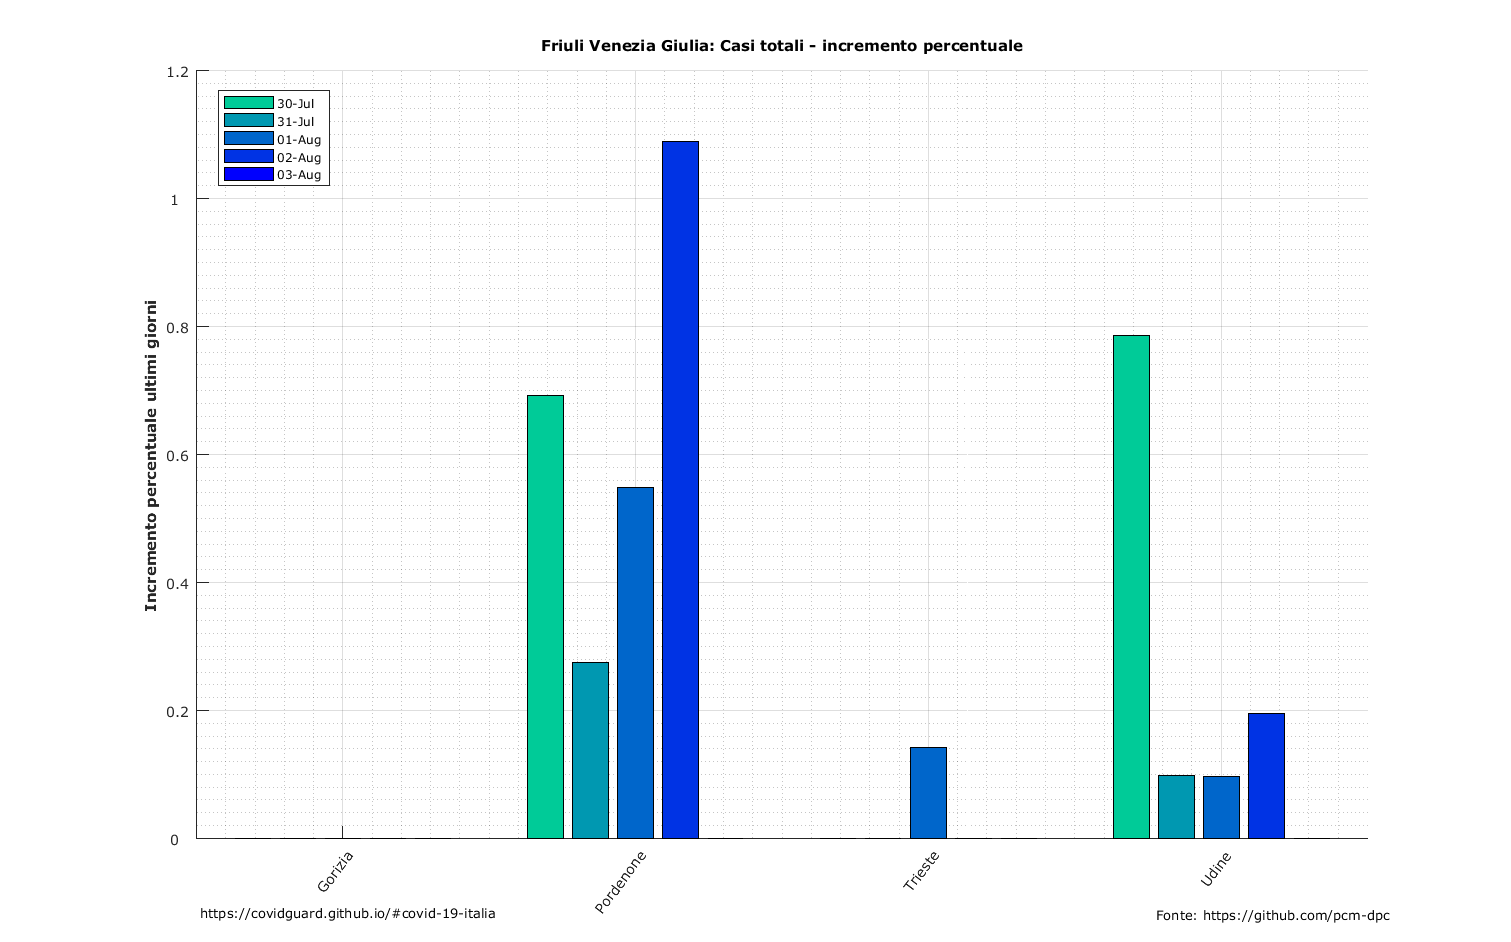 Friuli Venezia Giulia: Casi totali - incremento percentuale
1.2
1
0.8
0.6
0.4
0.2
0
Incremento percentuale ultimi giorni
30-Jul
31-Jul
01-Aug
02-Aug
03-Aug
Gorizia
Pordenone
Trieste
Udine
https://covidguard.github.io/#covid-19-italia
Fonte: https://github.com/pcm-dpc